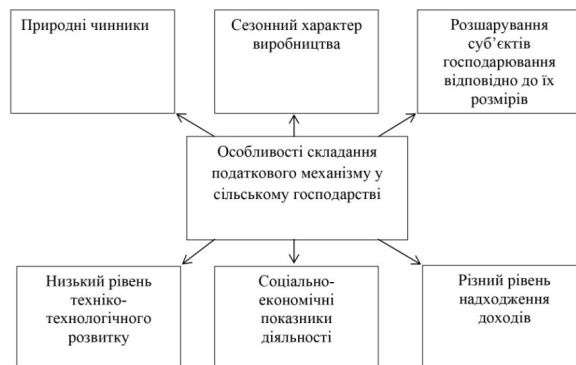 Природні чинники
Сезонний характер
виробництва
Розшарування
суб’єктів
господарювання
відповідно до їх
розмірів
Особливості складання
податкового механізму у
сільському господарстві
Низький рівень
техніко-
технологічного
розвитку
Соціально-
економічні
показники
діяльності
Різний рівень
надходження
доходів